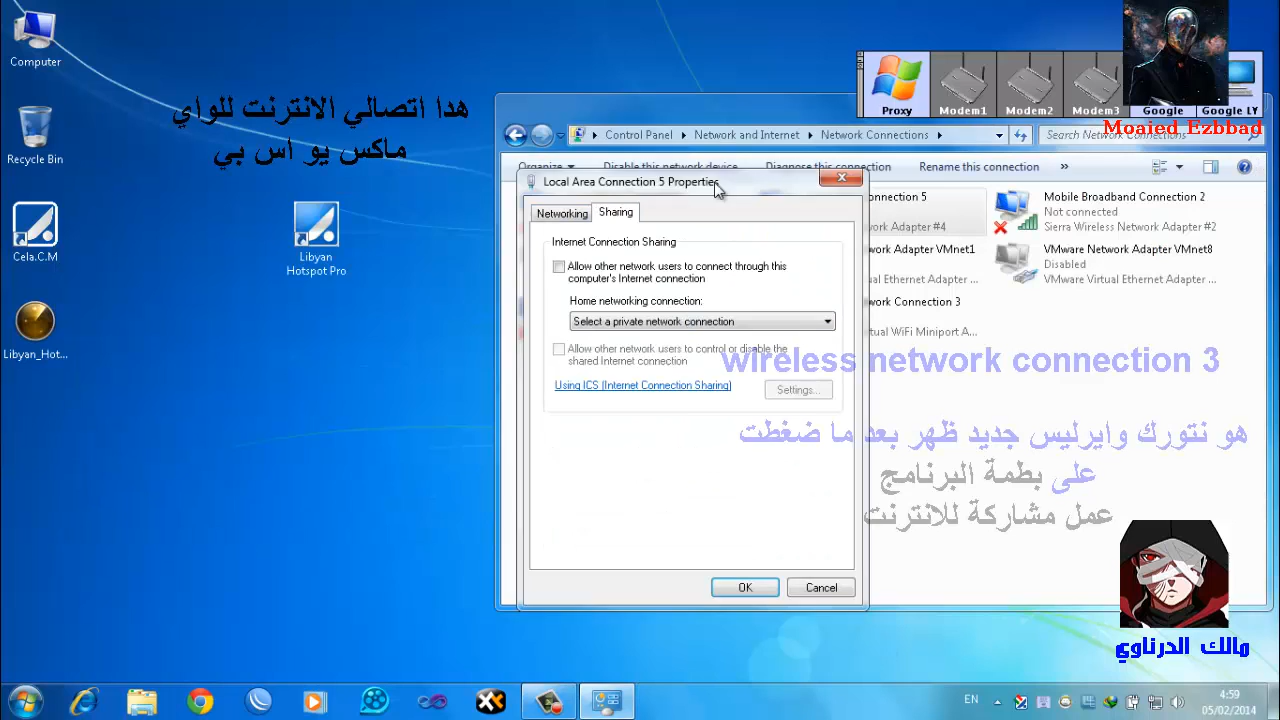 Computer
Recycle Bin
Cela.C.M
Libyan_Hot...
Libyan
Hotspot Pro
هدا اتصالي الانترنت للواي
ماكس يو اس بي
Proxy
Modem1
Modem2
Modem3
Google
Google LY
Moaied Ezbbad
Control Panel
Network and Internet
Network Connections
Search Network Connections
Organize
Disable this network device
Diagnose this connection
Rename this connection
»
Local Area Connection 5 Properties
Networking
Sharing
Internet Connection Sharing
Allow other network users to connect through this
computer's Internet connection
Home networking connection:
Select a private network connection
Allow other network users to control or disable the
shared Internet connection
Using ICS (Internet Connection Sharing)
Settings...
OK
Cancel
Connection 5
Adapter #4
Adapter VMnet1
Ethernet Adapter ...
Connection 3
WiFi Miniport A...
Mobile Broadband Connection 2
Not connected
Sierra Wireless Network Adapter #2
VMware Network Adapter VMnet8
Disabled
VMware Virtual Ethernet Adapter ...
wireless network connection 3
هو نتورك وايرليس جديد ظهر بعد ما ضغطت
على بطمة البرنامج
عمل مشاركة للانترنت
مالك الدرناوي
EN
4:59
05/02/2014